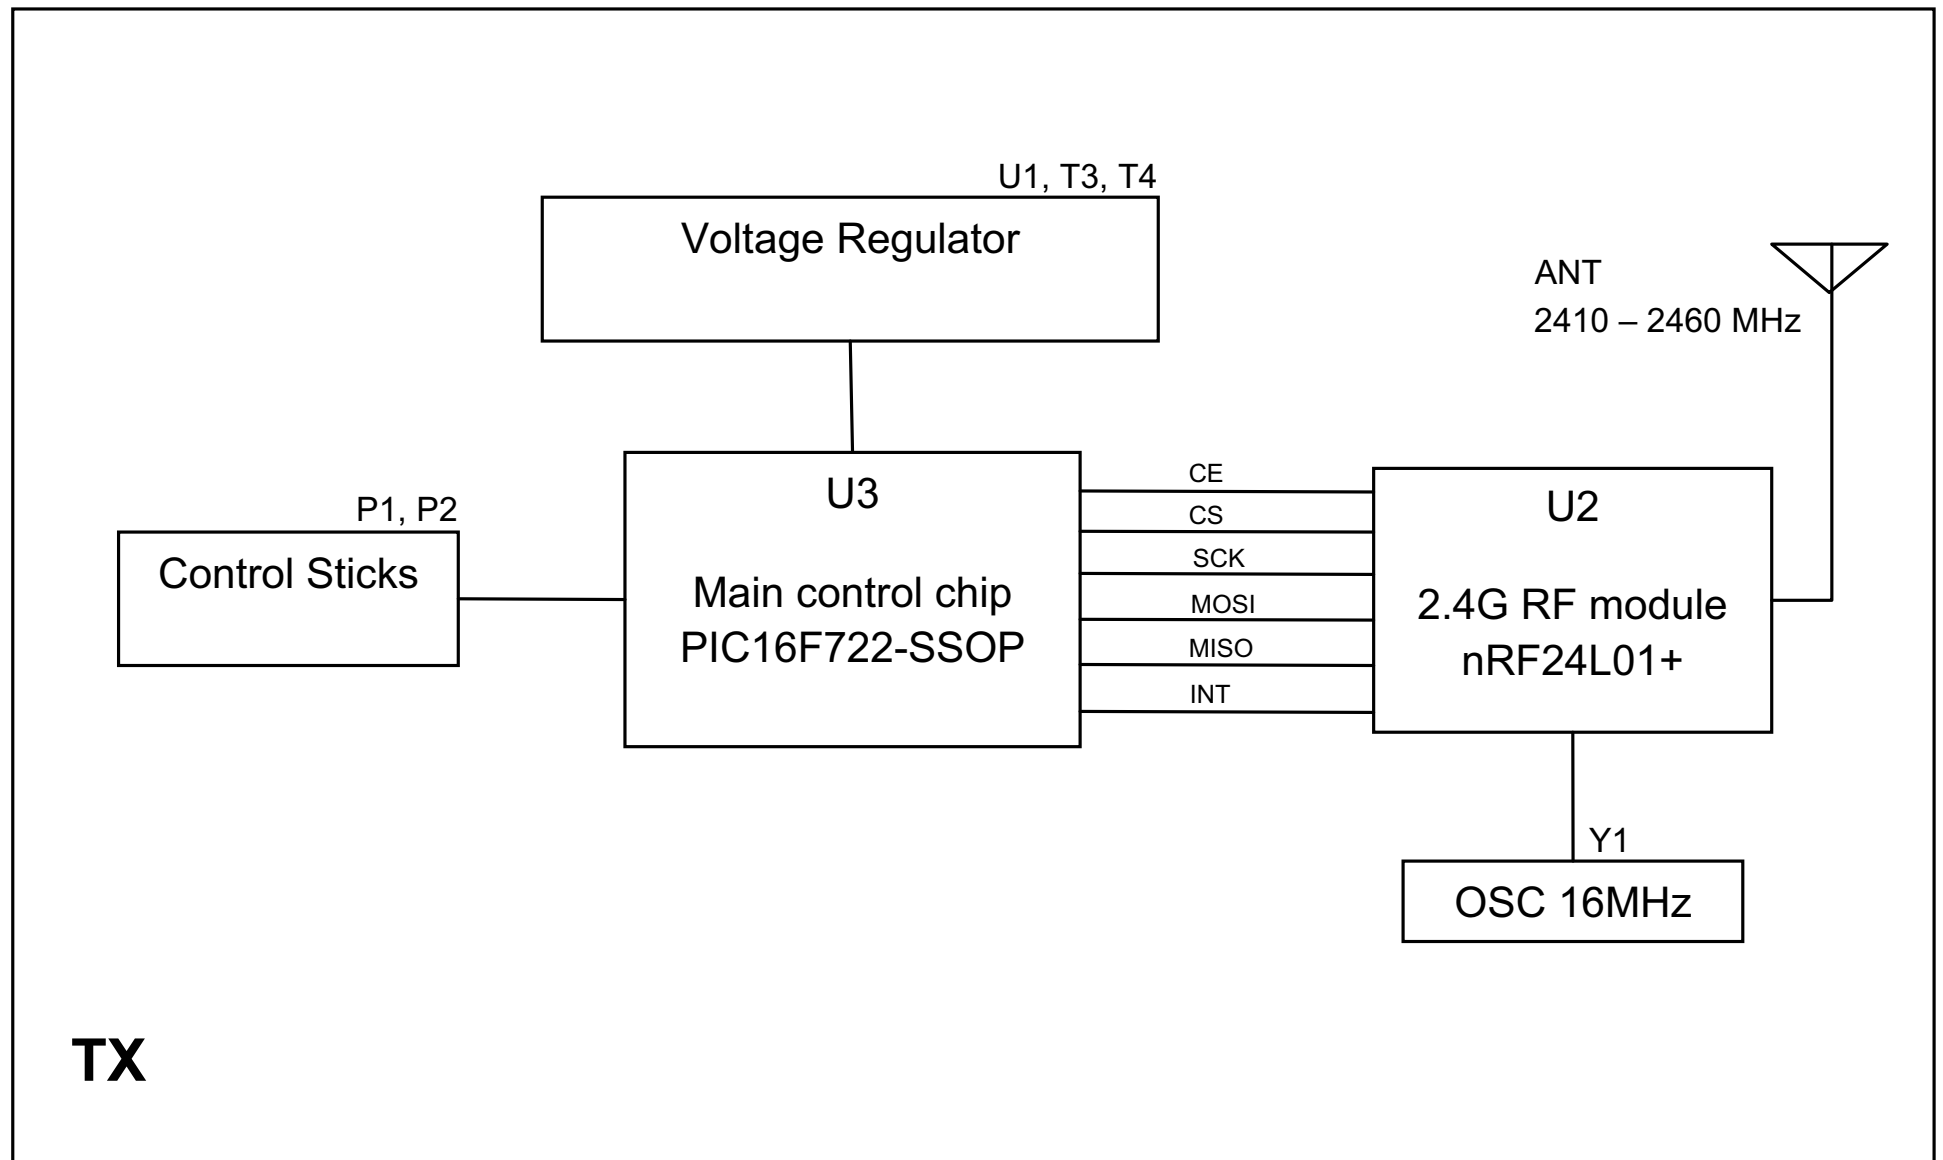 U1, T3, T4
Voltage Regulator
ANT
2410 – 2460 MHz
P1, P2
Control Sticks
U3
Main control chip
PIC16F722-SSOP
CE
CS
SCK
MOSI
MISO
INT
U2
2.4G RF module
nRF24L01+
Y1
OSC 16MHz
TX